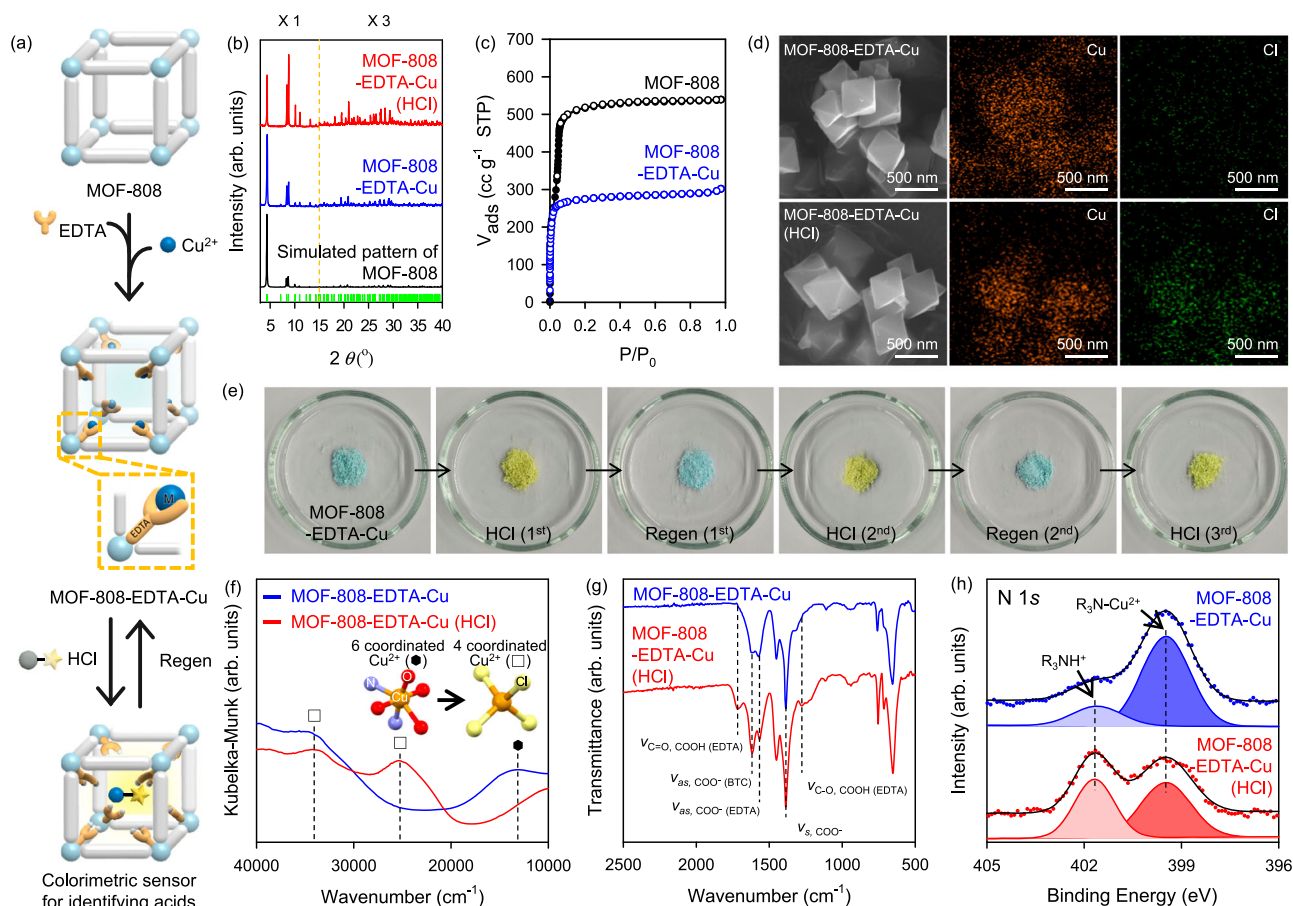 (a)
MOF-808
EDTA
Cu²⁺
EDTA
M
MOF-808-EDTA-Cu
HCl
Regen
Colorimetric sensor
for identifying acids
X 1
X 3
(b)
MOF-808
-EDTA-Cu
(HCl)
MOF-808
-EDTA-Cu
Simulated pattern of
MOF-808
Intensity (arb. units)
5 10 15 20 25 30 35 40
2 θ(°)
(c)
700
600
500
400
300
200
100
0
V_ads (cc g⁻¹ STP)
MOF-808
MOF-808
-EDTA-Cu
0.0 0.2 0.4 0.6 0.8 1.0
P/P₀
(d)
MOF-808-EDTA-Cu
500 nm
Cu
500 nm
Cl
500 nm
MOF-808-EDTA-Cu
(HCl)
500 nm
Cu
500 nm
Cl
500 nm
(e)
MOF-808
-EDTA-Cu
HCl (1ˢᵗ)
Regen (1ˢᵗ)
HCl (2ⁿᵈ)
Regen (2ⁿᵈ)
HCl (3ʳᵈ)
(f)
MOF-808-EDTA-Cu
MOF-808-EDTA-Cu (HCl)
6 coordinated
Cu²⁺ (⬢)
4 coordinated
Cu²⁺ (□)
N
O
Cu
Cl
Kubelka-Munk (arb. units)
40000 30000 20000 10000
Wavenumber (cm⁻¹)
(g)
MOF-808-EDTA-Cu
MOF-808
-EDTA-Cu
(HCl)
ν C=O, COOH (EDTA)
ν as, COO⁻ (BTC)
ν as, COO⁻ (EDTA)
ν C-O, COOH (EDTA)
ν s, COO⁻
Transmittance (arb. units)
2500 2000 1500 1000 500
Wavenumber (cm⁻¹)
(h)
N 1s
R₃N-Cu²⁺
R₃NH⁺
MOF-808
-EDTA-Cu
MOF-808
-EDTA-Cu
(HCl)
Intensity (arb. units)
405 402 399 396
Binding Energy (eV)